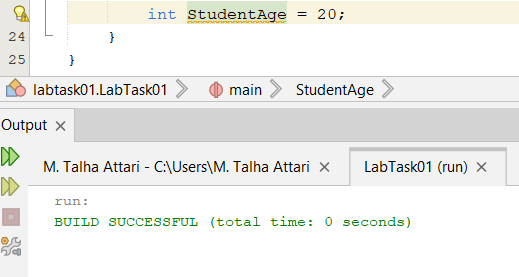 int StudentAge = 20;
24 }
25 }
labtask01.LabTask01 main StudentAge
Output ×
M. Talha Attari - C:\Users\M. Talha Attari × LabTask01 (run) ×
run:
BUILD SUCCESSFUL (total time: 0 seconds)